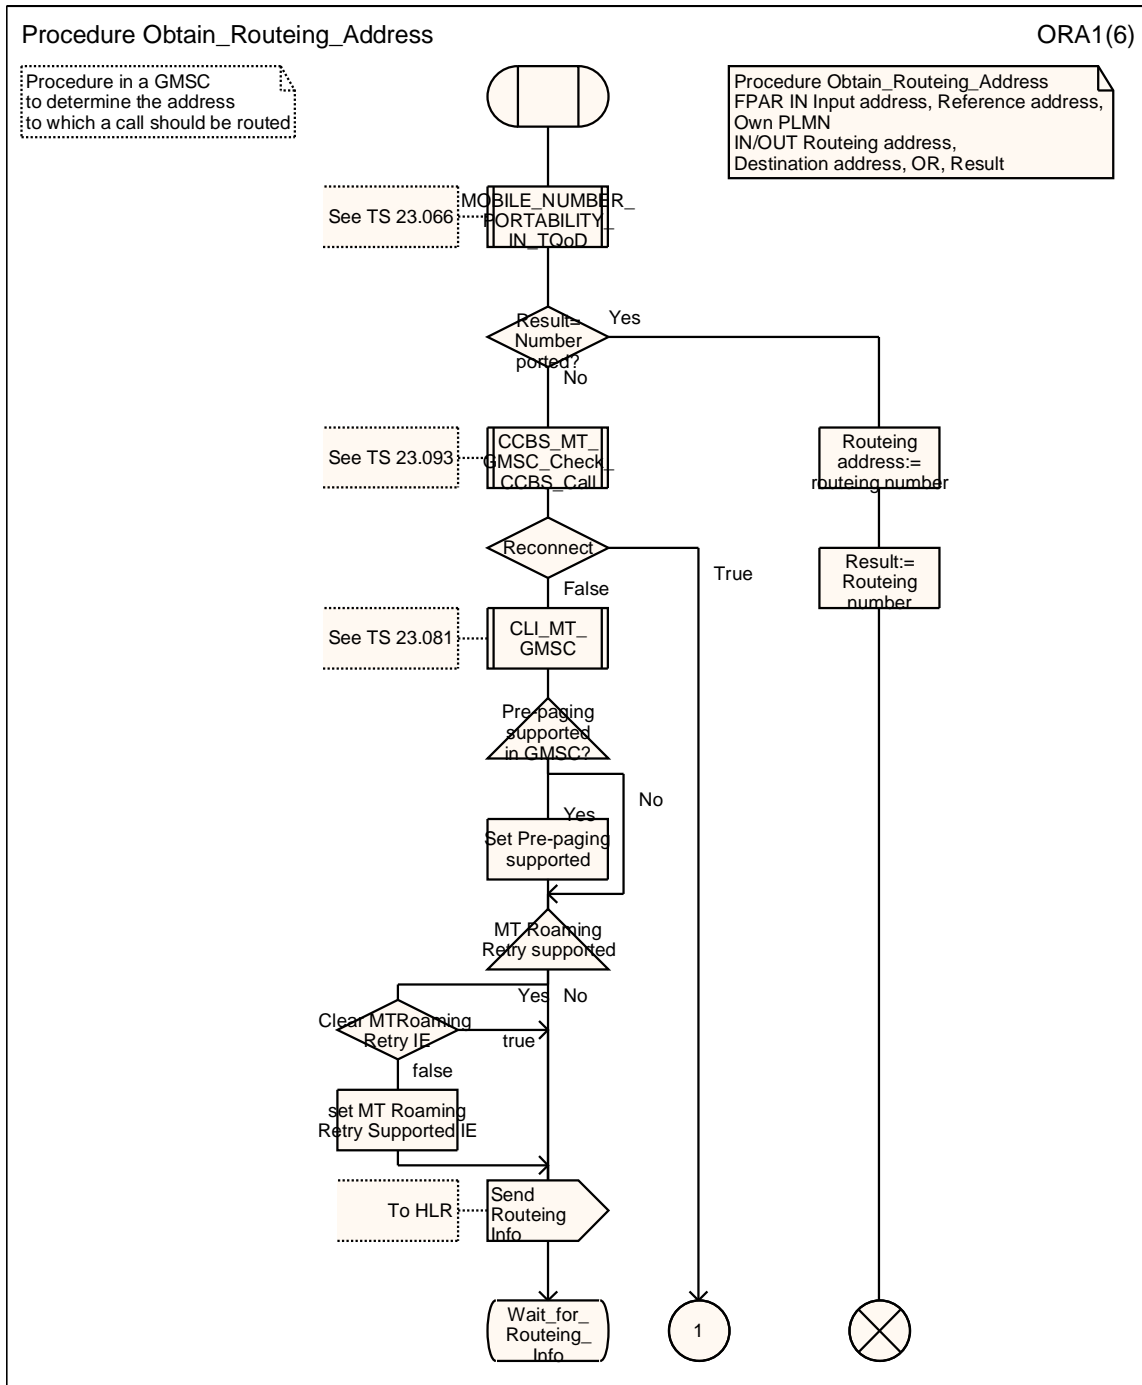 Procedure Obtain_Routeing_Address
ORA1(6)
Procedure in a GMSC
to determine the address
to which a call should be routed
Procedure Obtain_Routeing_Address
FPAR IN Input address, Reference address,
Own PLMN
IN/OUT Routeing address,
Destination address, OR, Result
See TS 23.066
MOBILE_NUMBER_
PORTABILITY_
IN_TQoD
Result=
Number
ported?
Yes
No
See TS 23.093
CCBS_MT_
GMSC_Check_
CCBS_Call
Routeing
address:=
routeing number
Reconnect
True
False
Result:=
Routeing
number
See TS 23.081
CLI_MT_
GMSC
Pre-paging
supported
in GMSC?
No
Yes
Set Pre-paging
supported
MT Roaming
Retry supported
Yes
No
Clear MTRoaming
Retry IE
true
false
set MT Roaming
Retry Supported IE
To HLR
Send
Routeing
Info
Wait_for_
Routeing_
Info
1